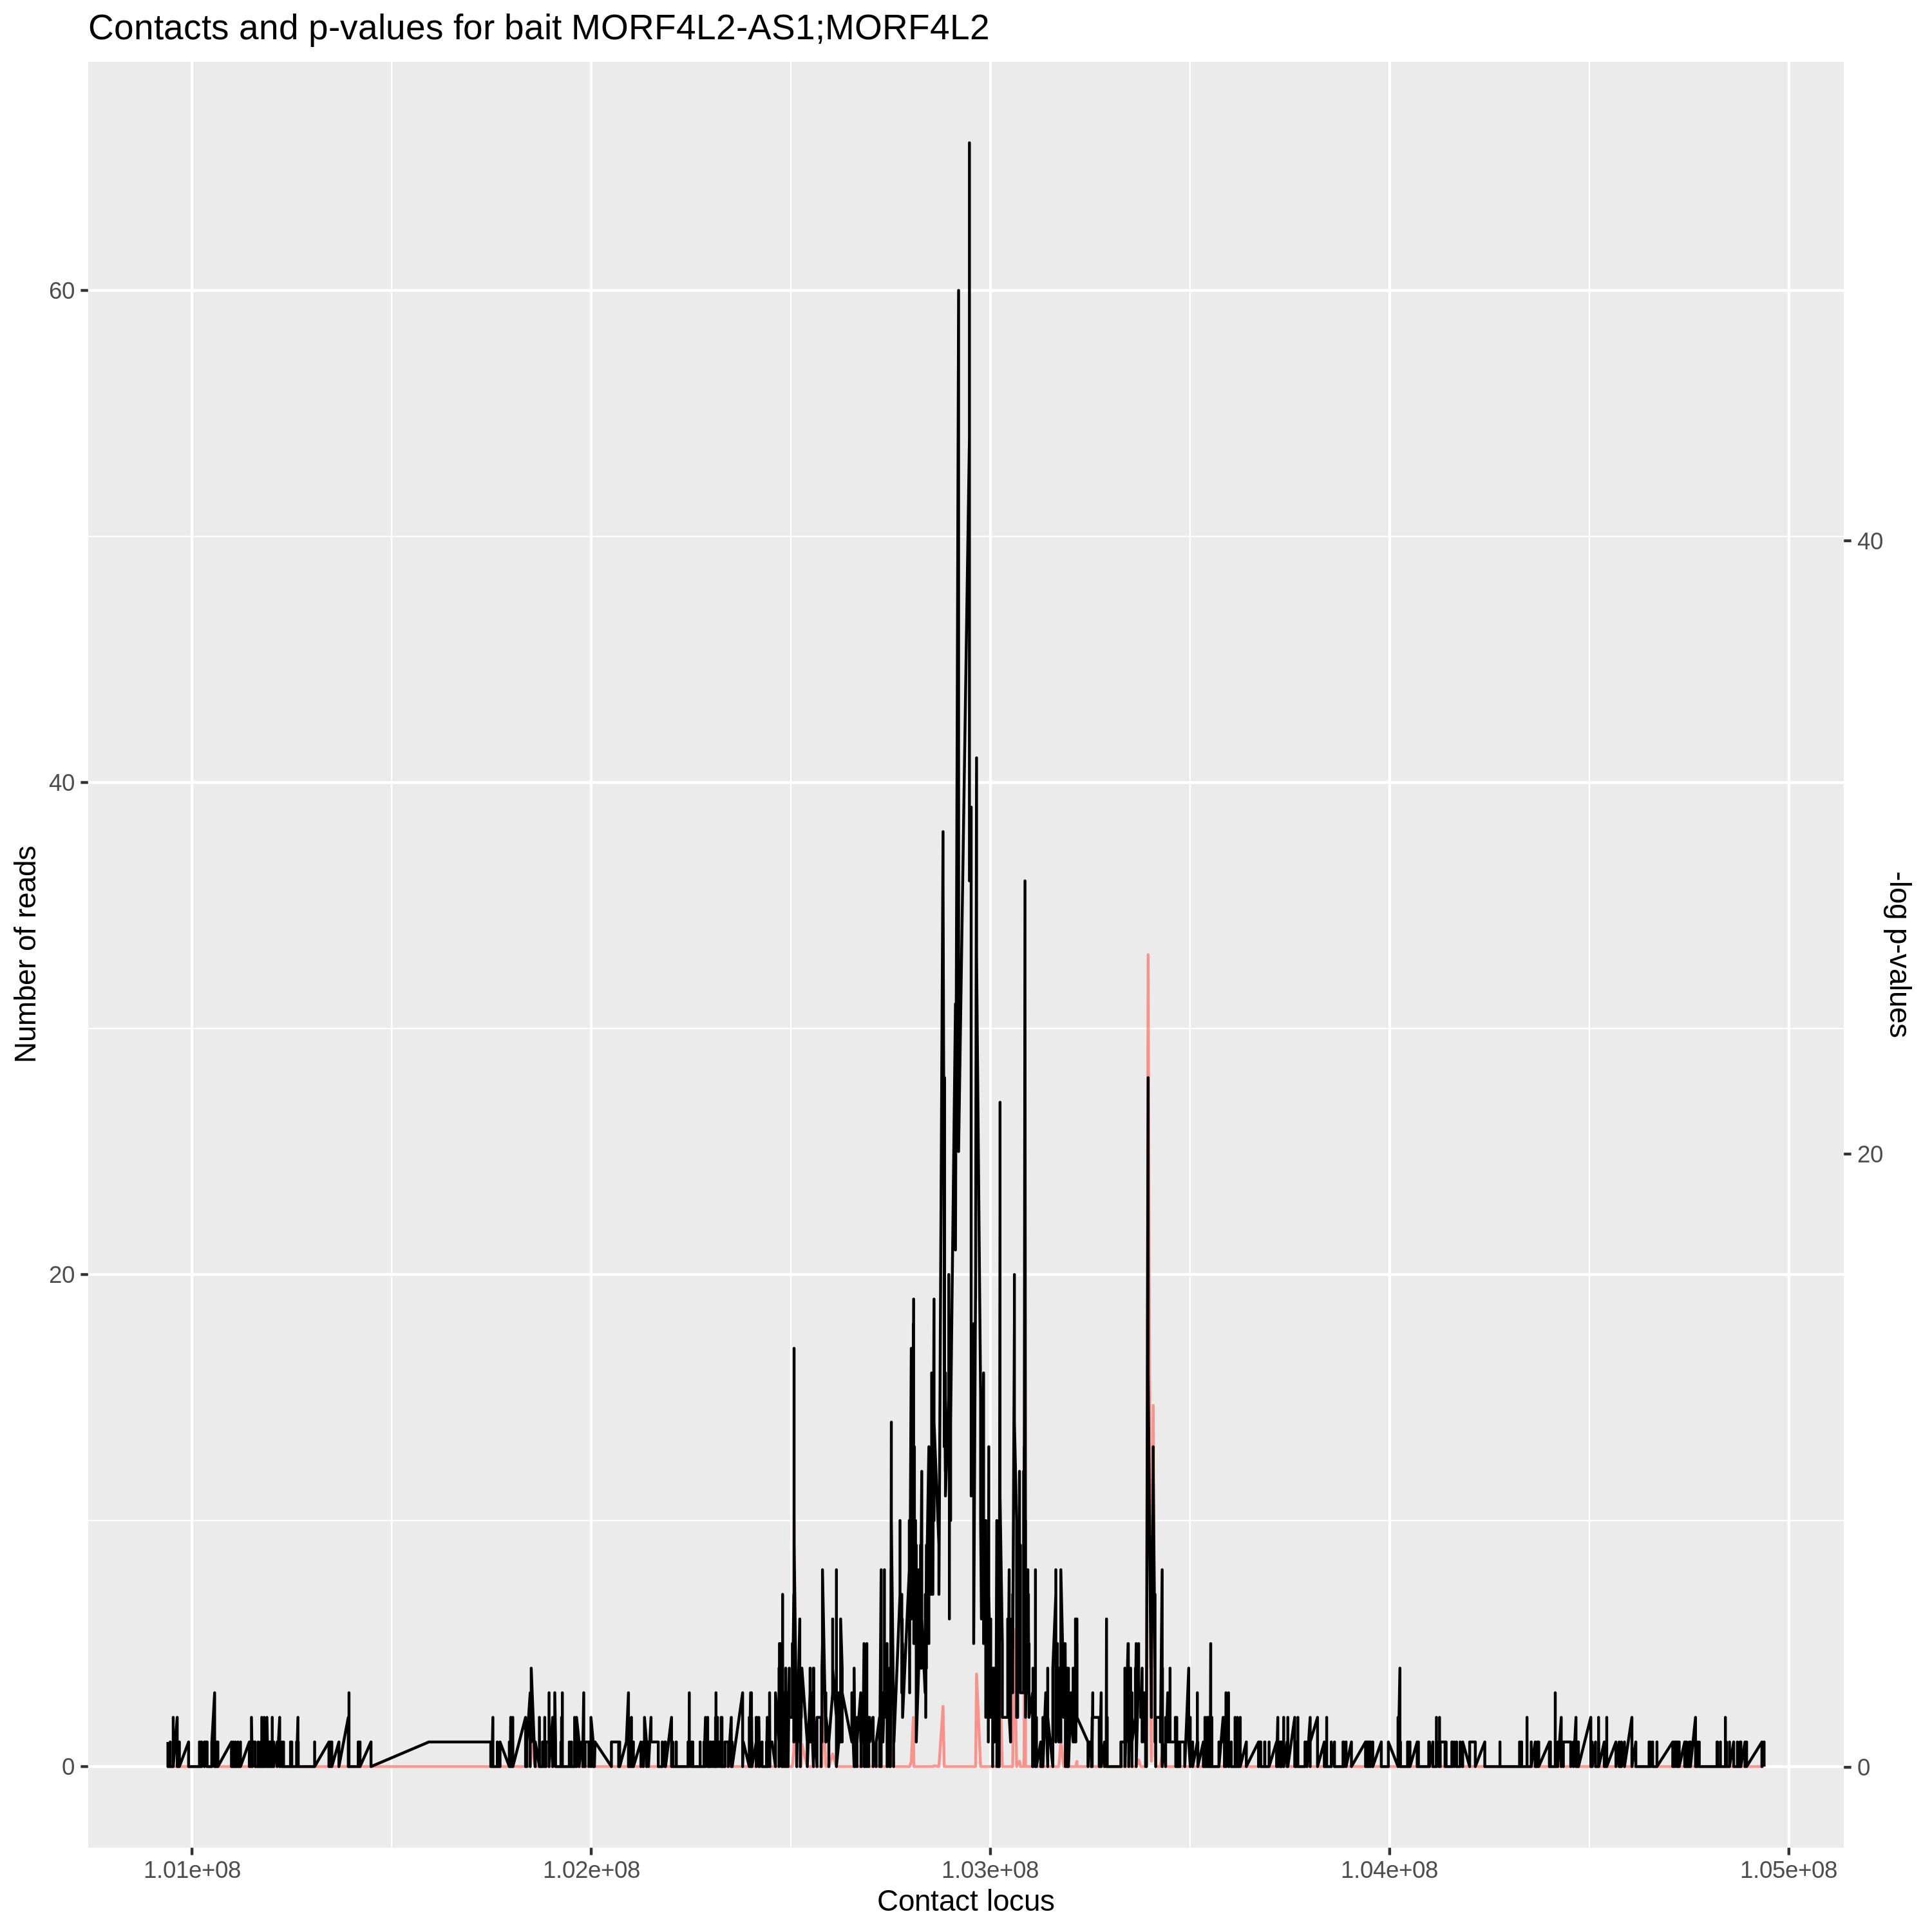 Contacts and p-values for bait MORF4L2-AS1;MORF4L2
60
40
20
0
Number of reads
40
20
0
-log p-values
1.01e+08 1.02e+08 1.03e+08 1.04e+08 1.05e+08
Contact locus